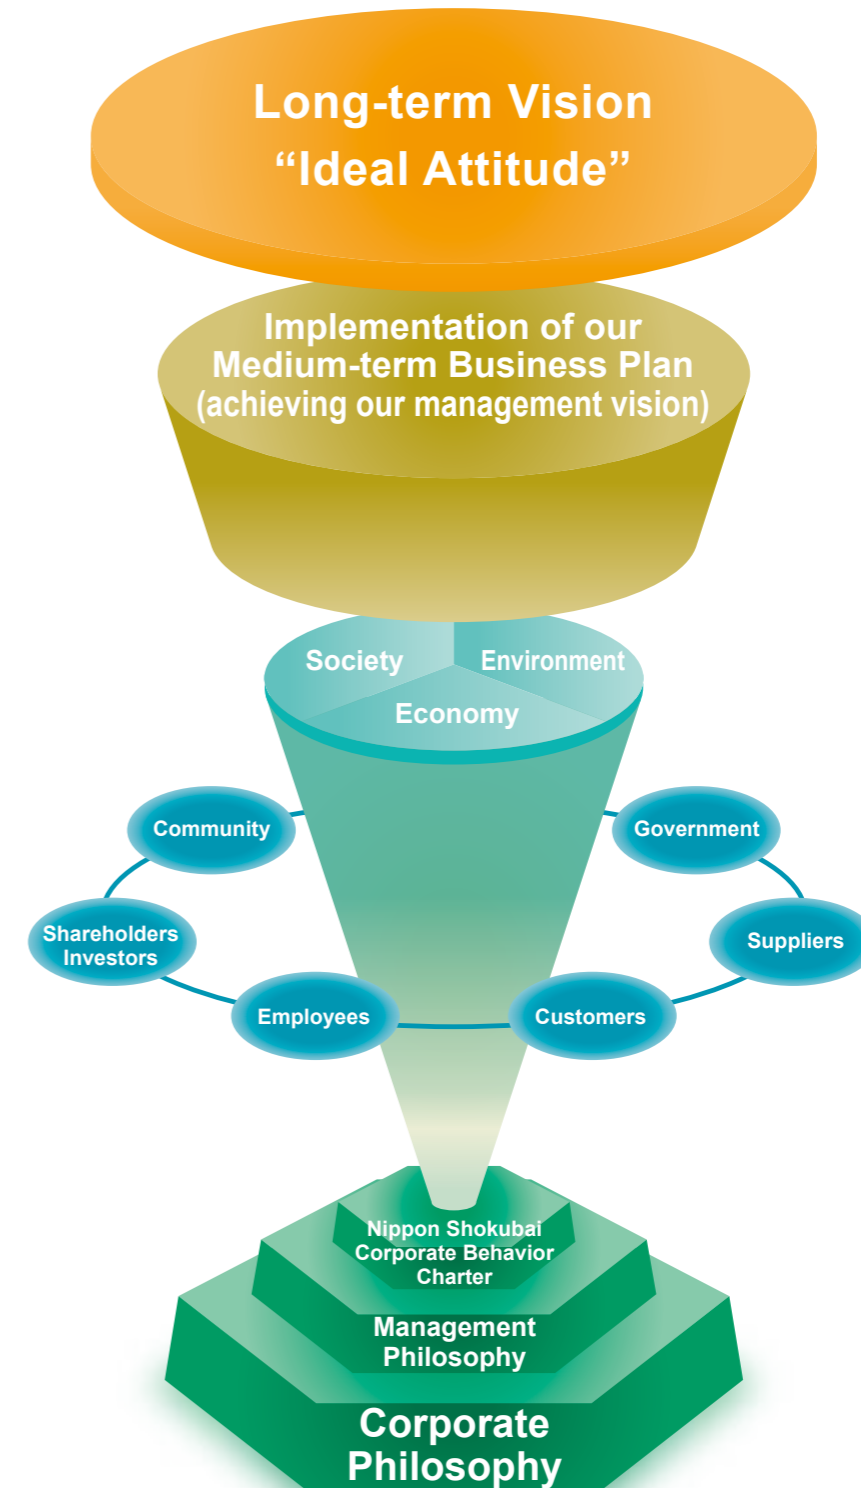 Long-term Vision
“Ideal Attitude”
Implementation of our
Medium-term Business Plan
(achieving our management vision)
Society
Environment
Economy
Community
Government
Shareholders
Investors
Suppliers
Employees
Customers
Nippon Shokubai
Corporate Behavior
Charter
Management
Philosophy
Corporate
Philosophy